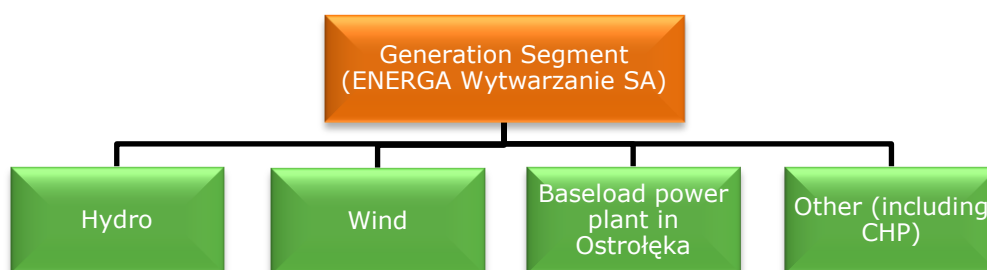 Generation Segment
(ENERGA Wytwarzanie SA)
Hydro
Wind
Baseload power
plant in
Ostrołęka
Other (including
CHP)